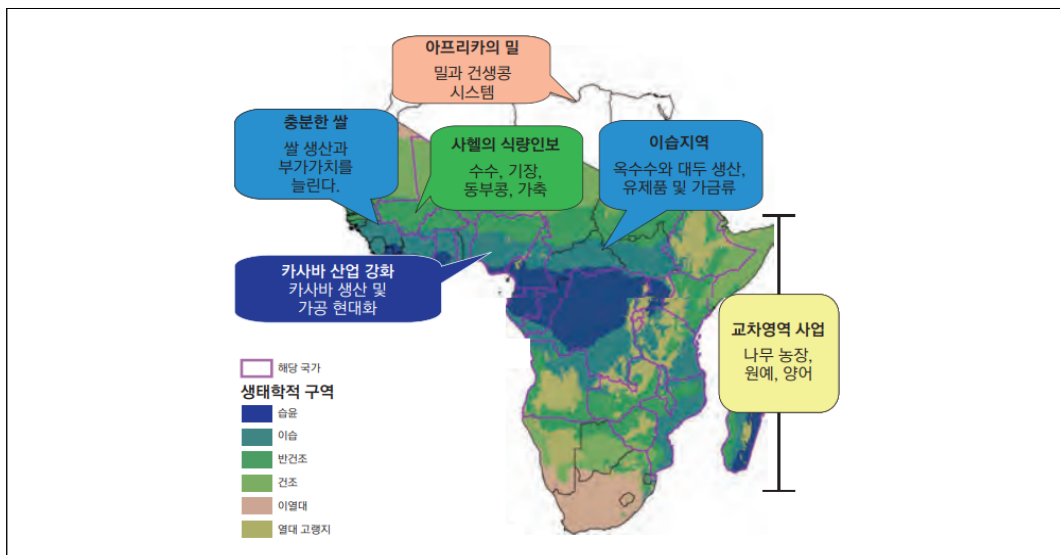 아프리카의 밀
밀과 건생콩
시스템
충분한 쌀
쌀 생산과
부가가치를
늘린다.
사헬의 식량인보
수수, 기장,
동부콩, 가축
이습지역
옥수수와 대두 생산,
유제품 및 가금류
카사바 산업 강화
카사바 생산 및
가공 현대화
교차영역 사업
나무 농장,
원예, 양어
해당 국가
생태학적 구역
습윤
이습
반건조
건조
이열대
열대 고랭지